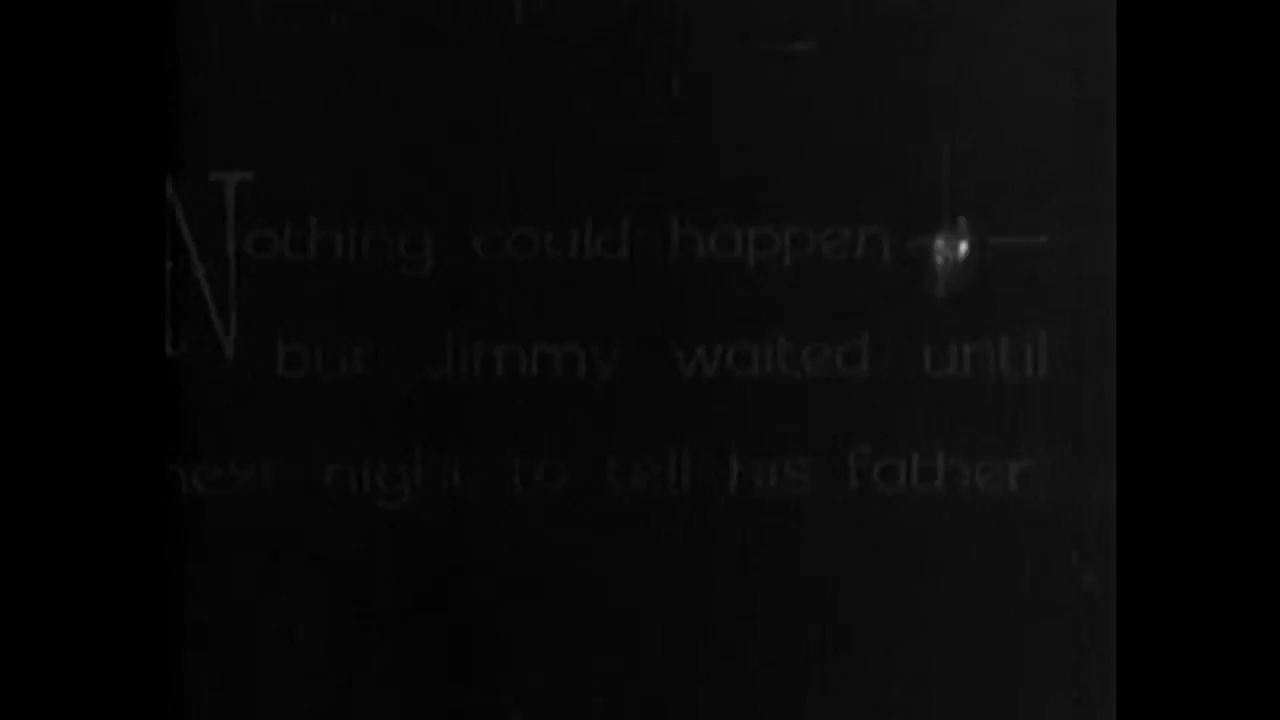 Nothing could happen — —
but Jimmy waited until
next night to tell his father.